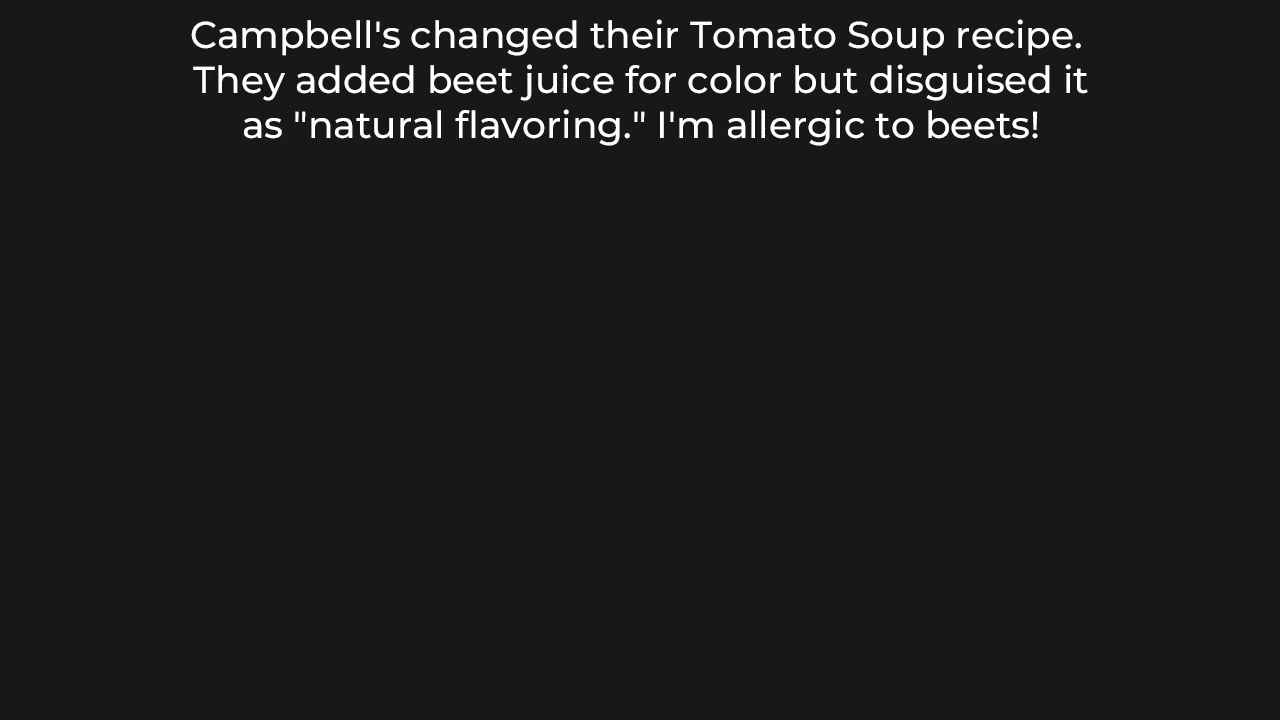 Campbell's changed their Tomato Soup recipe.
They added beet juice for color but disguised it
as "natural flavoring." I'm allergic to beets!